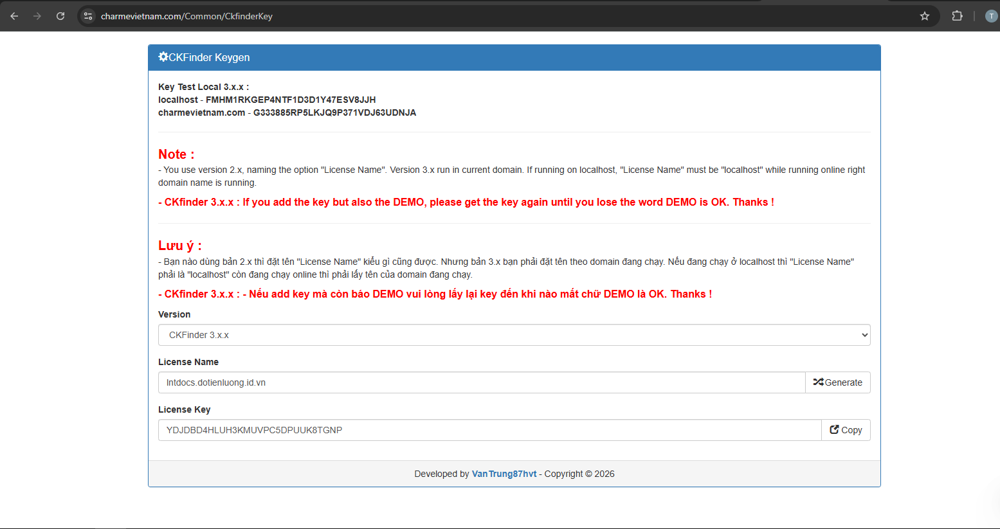 charmevietnam.com/Common/CkfinderKey
T
CKFinder Keygen
Key Test Local 3.x.x :
localhost - FMHM1RKGEP4NTF1D3D1Y47ESV8JJH
charmevietnam.com - G333885RP5LKJQ9P371VDJ63UDNJA
Note :
- You use version 2.x, naming the option "License Name". Version 3.x run in current domain. If running on localhost, "License Name" must be "localhost" while running online right
domain name is running.
- CKfinder 3.x.x : If you add the key but also the DEMO, please get the key again until you lose the word DEMO is OK. Thanks !
Lưu ý :
- Bạn nào dùng bản 2.x thì đặt tên "License Name" kiểu gì cũng được. Nhưng bản 3.x bạn phải đặt tên theo domain đang chạy. Nếu đang chạy ở localhost thì "License Name"
phải là "localhost" còn đang chạy online thì phải lấy tên của domain đang chạy.
- CKfinder 3.x.x : - Nếu add key mà còn báo DEMO vui lòng lấy lại key đến khi nào mất chữ DEMO là OK. Thanks !
Version
CKFinder 3.x.x
License Name
lntdocs.dotienluong.id.vn
Generate
License Key
YDJDBD4HLUH3KMUVPC5DPUUK8TGNP
Copy
Developed by VanTrung87hvt - Copyright © 2026